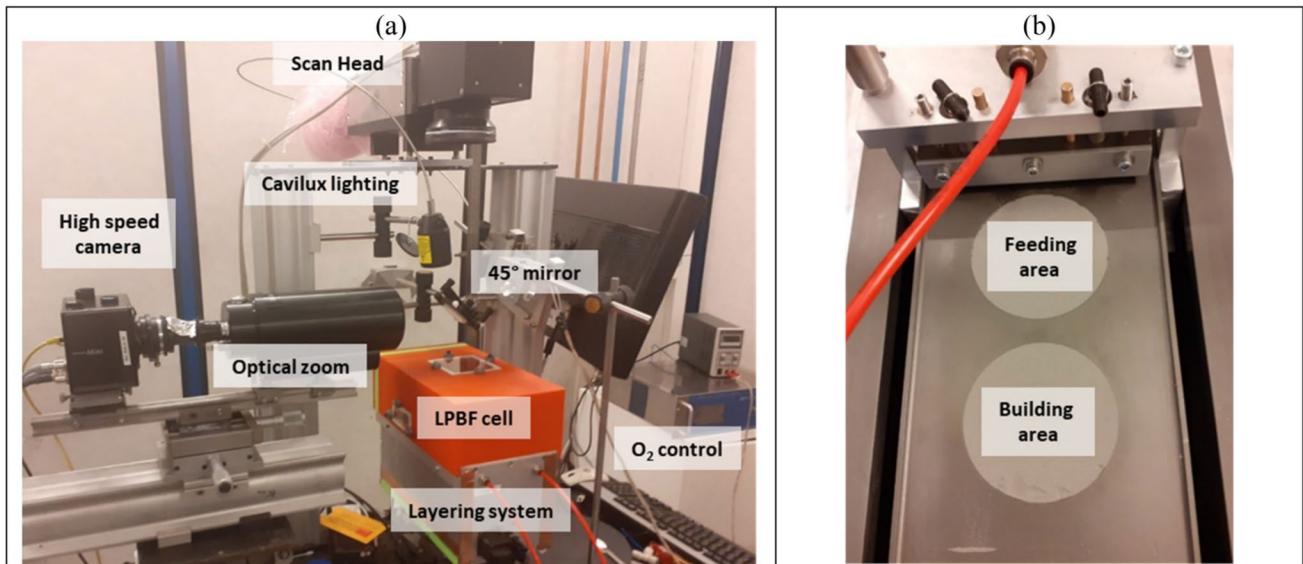 (a)
Scan Head
Cavilux lighting
High speed
camera
45° mirror
Optical zoom
LPBF cell
O₂ control
Layering system
(b)
Feeding
area
Building
area